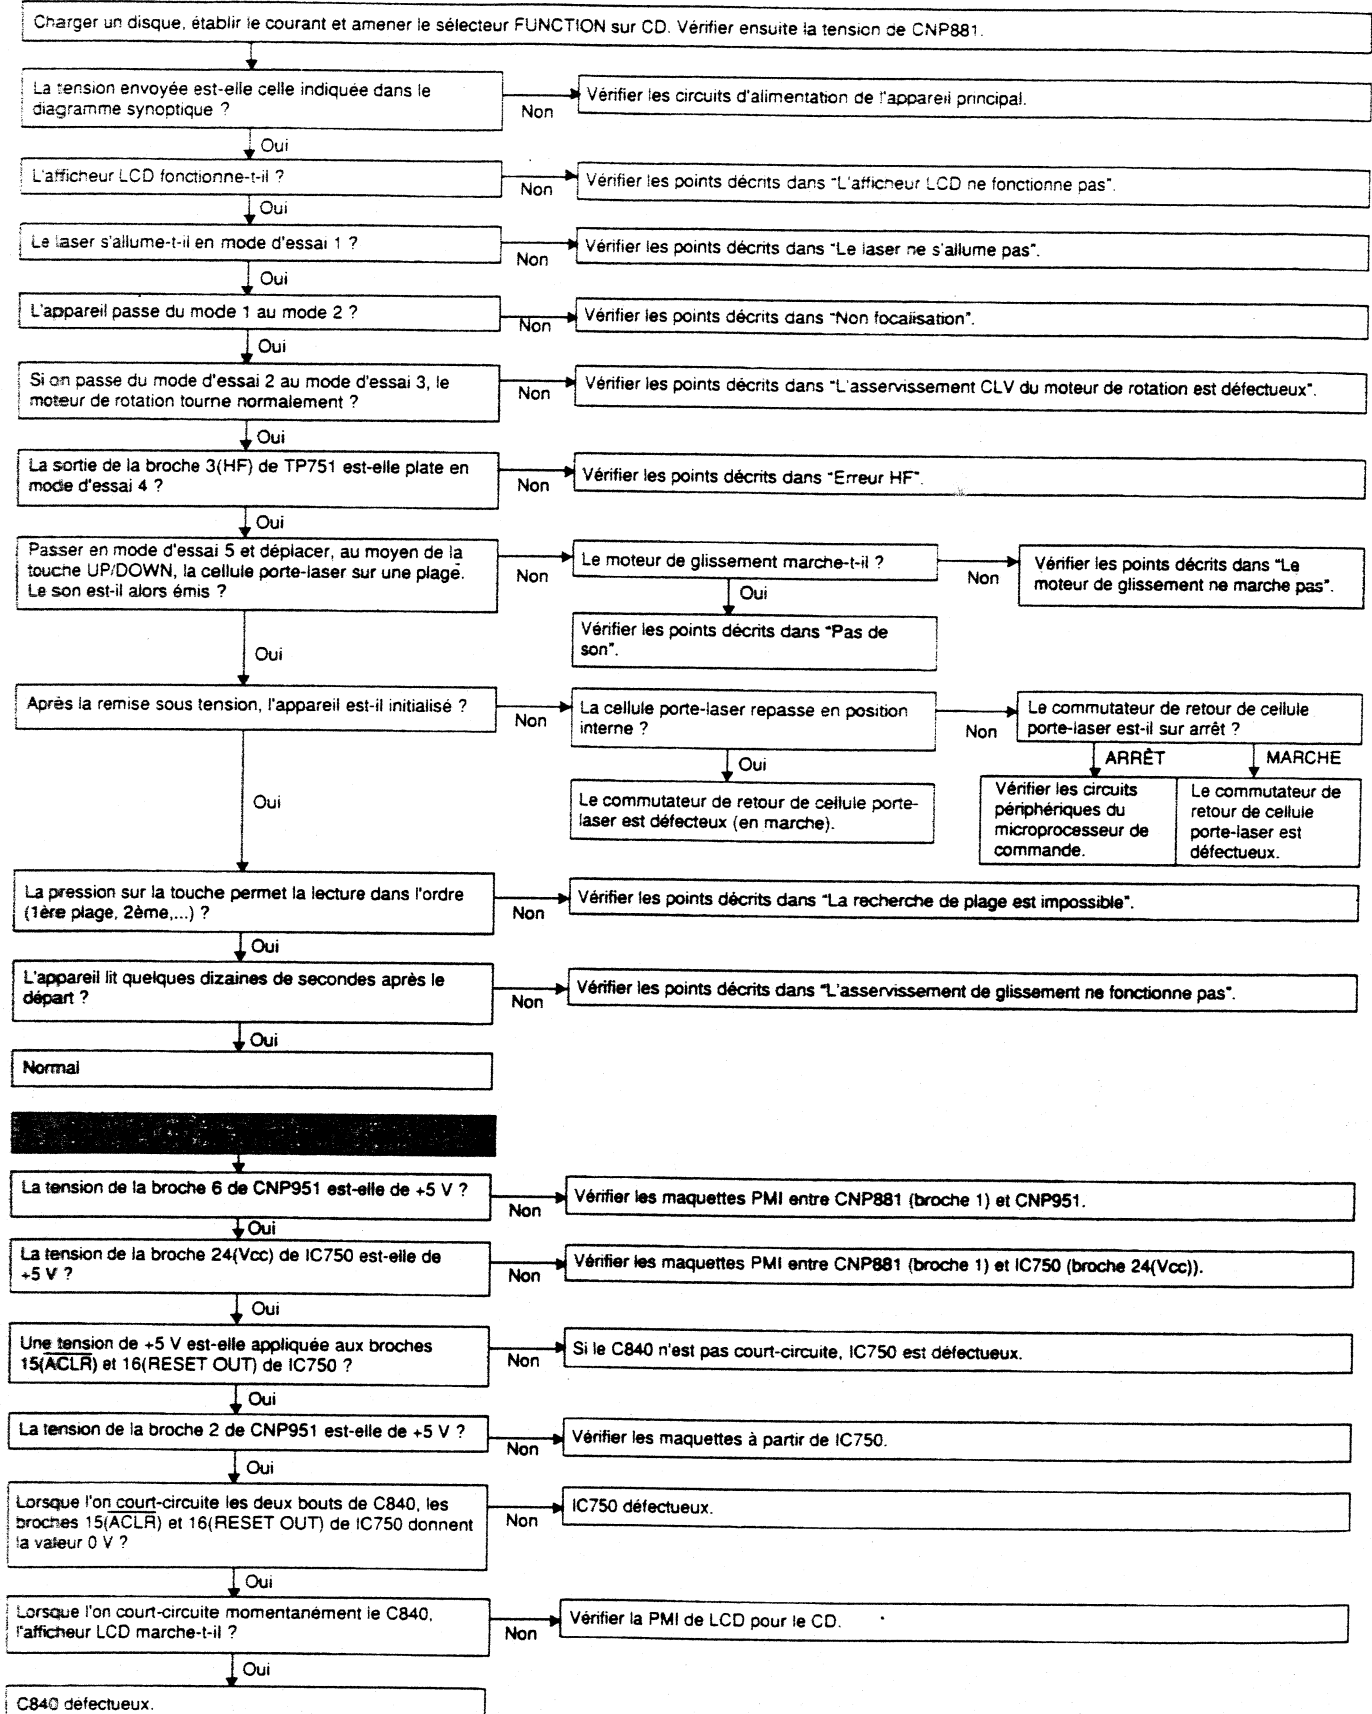 Charger un disque, établir le courant et amener le sélecteur FUNCTION sur CD. Vérifier ensuite la tension de CNP881.
La tension envoyée est-elle celle indiquée dans le
diagramme synoptique ?
Non
Vérifier les circuits d'alimentation de l'appareil principal.
Oui
L'afficheur LCD fonctionne-t-il ?
Non
Vérifier les points décrits dans "L'afficheur LCD ne fonctionne pas".
Oui
Le laser s'allume-t-il en mode d'essai 1 ?
Non
Vérifier les points décrits dans "Le laser ne s'allume pas".
Oui
L'appareil passe du mode 1 au mode 2 ?
Non
Vérifier les points décrits dans "Non focalisation".
Oui
Si on passe du mode d'essai 2 au mode d'essai 3, le
moteur de rotation tourne normalement ?
Non
Vérifier les points décrits dans "L'asservissement CLV du moteur de rotation est défectueux".
Oui
La sortie de la broche 3(HF) de TP751 est-elle plate en
mode d'essai 4 ?
Non
Vérifier les points décrits dans "Erreur HF".
Oui
Passer en mode d'essai 5 et déplacer, au moyen de la
touche UP/DOWN, la cellule porte-laser sur une plage.
Le son est-il alors émis ?
Non
Le moteur de glissement marche-t-il ?
Non
Vérifier les points décrits dans "Le
moteur de glissement ne marche pas".
Oui
Vérifier les points décrits dans "Pas de
son".
Oui
Après la remise sous tension, l'appareil est-il initialisé ?
Non
La cellule porte-laser repasse en position
interne ?
Non
Le commutateur de retour de cellule
porte-laser est-il sur arrêt ?
Oui
ARRÊT
MARCHE
Le commutateur de retour de cellule porte-
laser est défecteux (en marche).
Vérifier les circuits
périphériques du
microprocesseur de
commande.
Le commutateur de
retour de cellule
porte-laser est
défectueux.
Oui
La pression sur la touche permet la lecture dans l'ordre
(1ère plage, 2ème,...) ?
Non
Vérifier les points décrits dans "La recherche de plage est impossible".
Oui
L'appareil lit quelques dizaines de secondes après le
départ ?
Non
Vérifier les points décrits dans "L'asservissement de glissement ne fonctionne pas".
Oui
Normal
La tension de la broche 6 de CNP951 est-elle de +5 V ?
Non
Vérifier les maquettes PMI entre CNP881 (broche 1) et CNP951.
Oui
La tension de la broche 24(Vcc) de IC750 est-elle de
+5 V ?
Non
Vérifier les maquettes PMI entre CNP881 (broche 1) et IC750 (broche 24(Vcc)).
Oui
Une tension de +5 V est-elle appliquée aux broches
15(ACLR) et 16(RESET OUT) de IC750 ?
Non
Si le C840 n'est pas court-circuite, IC750 est défectueux.
Oui
La tension de la broche 2 de CNP951 est-elle de +5 V ?
Non
Vérifier les maquettes à partir de IC750.
Oui
Lorsque l'on court-circuite les deux bouts de C840, les
broches 15(ACLR) et 16(RESET OUT) de IC750 donnent
la valeur 0 V ?
Non
IC750 défectueux.
Oui
Lorsque l'on court-circuite momentanément le C840,
l'afficheur LCD marche-t-il ?
Non
Vérifier la PMI de LCD pour le CD.
Oui
C840 défectueux.